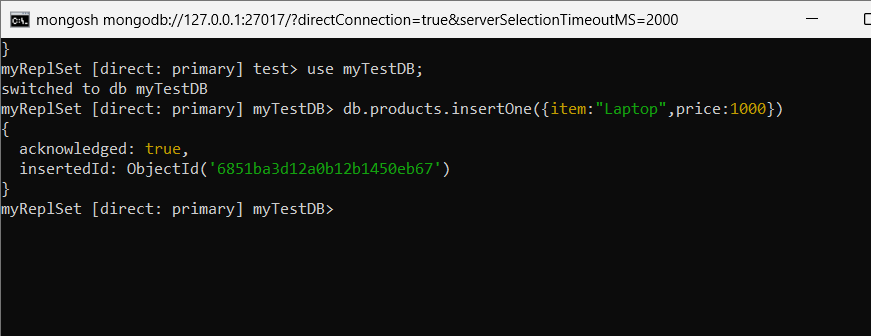 mongosh mongodb://127.0.0.1:27017/?directConnection=true&serverSelectionTimeoutMS=2000
}
myReplSet [direct: primary] test> use myTestDB;
switched to db myTestDB
myReplSet [direct: primary] myTestDB> db.products.insertOne({item:"Laptop",price:1000})
{
  acknowledged: true,
  insertedId: ObjectId('6851ba3d12a0b12b1450eb67')
}
myReplSet [direct: primary] myTestDB>